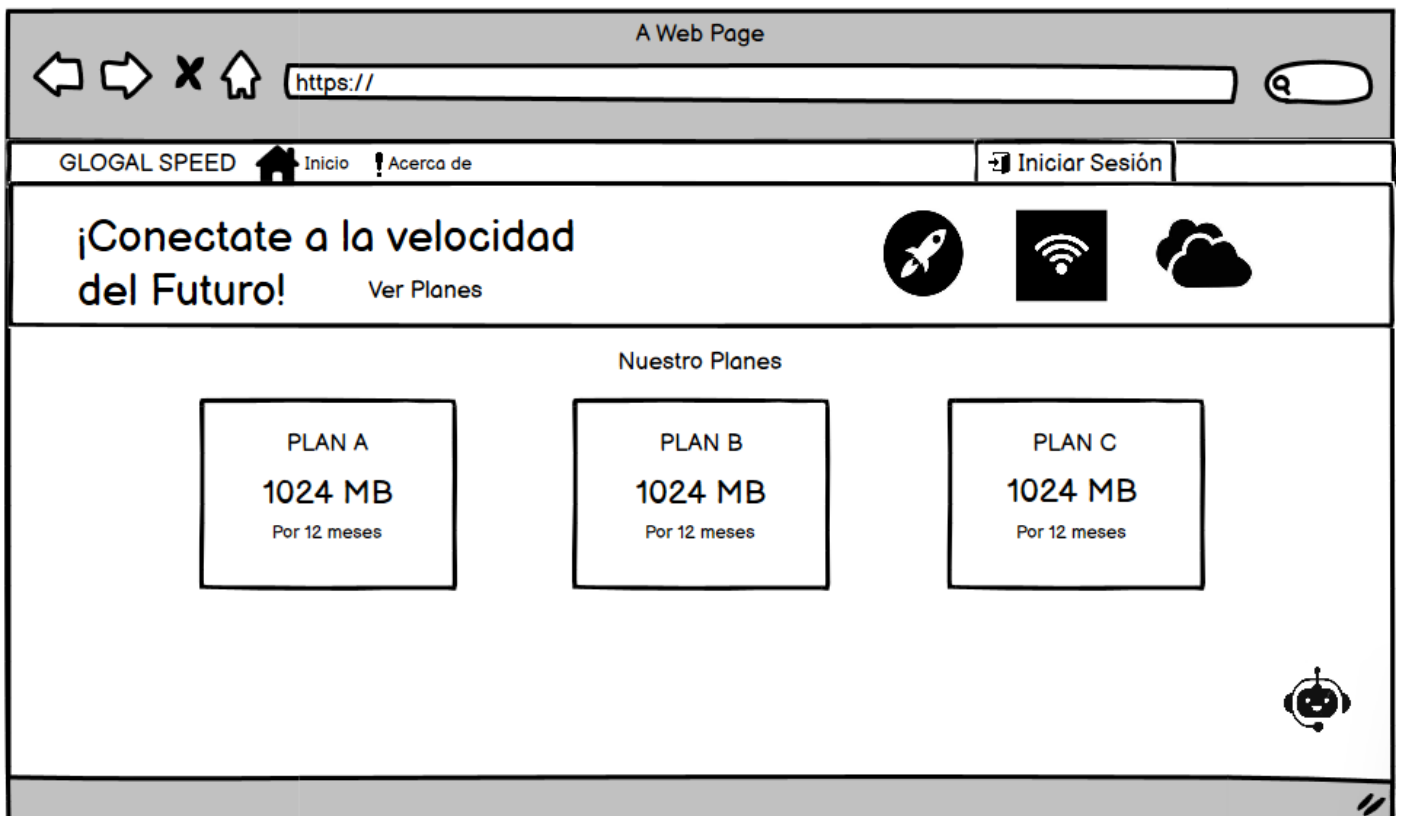 A Web Page
https://
GLOGAL SPEED Inicio Acerca de Iniciar Sesión
¡Conectate a la velocidad
del Futuro! Ver Planes
Nuestro Planes
PLAN A
1024 MB
Por 12 meses
PLAN B
1024 MB
Por 12 meses
PLAN C
1024 MB
Por 12 meses